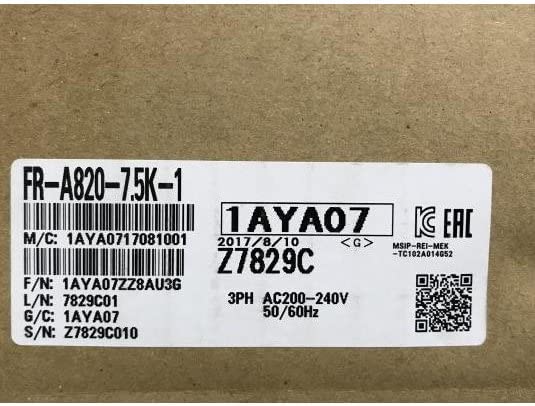 FR-A820-7.5K-1
M/C: 1AYA0717081001
F/N: 1AYA07ZZ8AU3G
L/N: 7829C01
G/C: 1AYA07
S/N: Z7829C010
1AYA07
2017/8/10 <G>
Z7829C
3PH AC200-240V
50/60Hz
EAC
MSIP-REI-MEK
-TC102A014G52